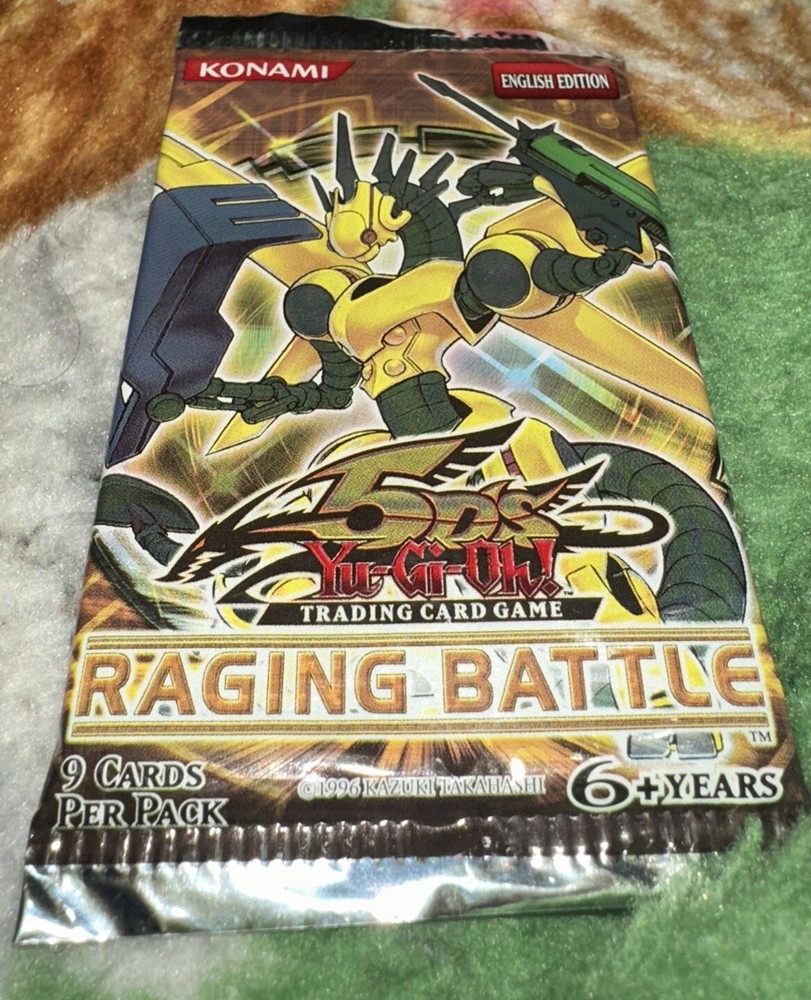 KONAMI
ENGLISH EDITION
5D's
Yu-Gi-Oh!
TRADING CARD GAME
RAGING BATTLE
TM
9 CARDS
PER PACK
©1996 KAZUKI TAKAHASHI
6+ YEARS